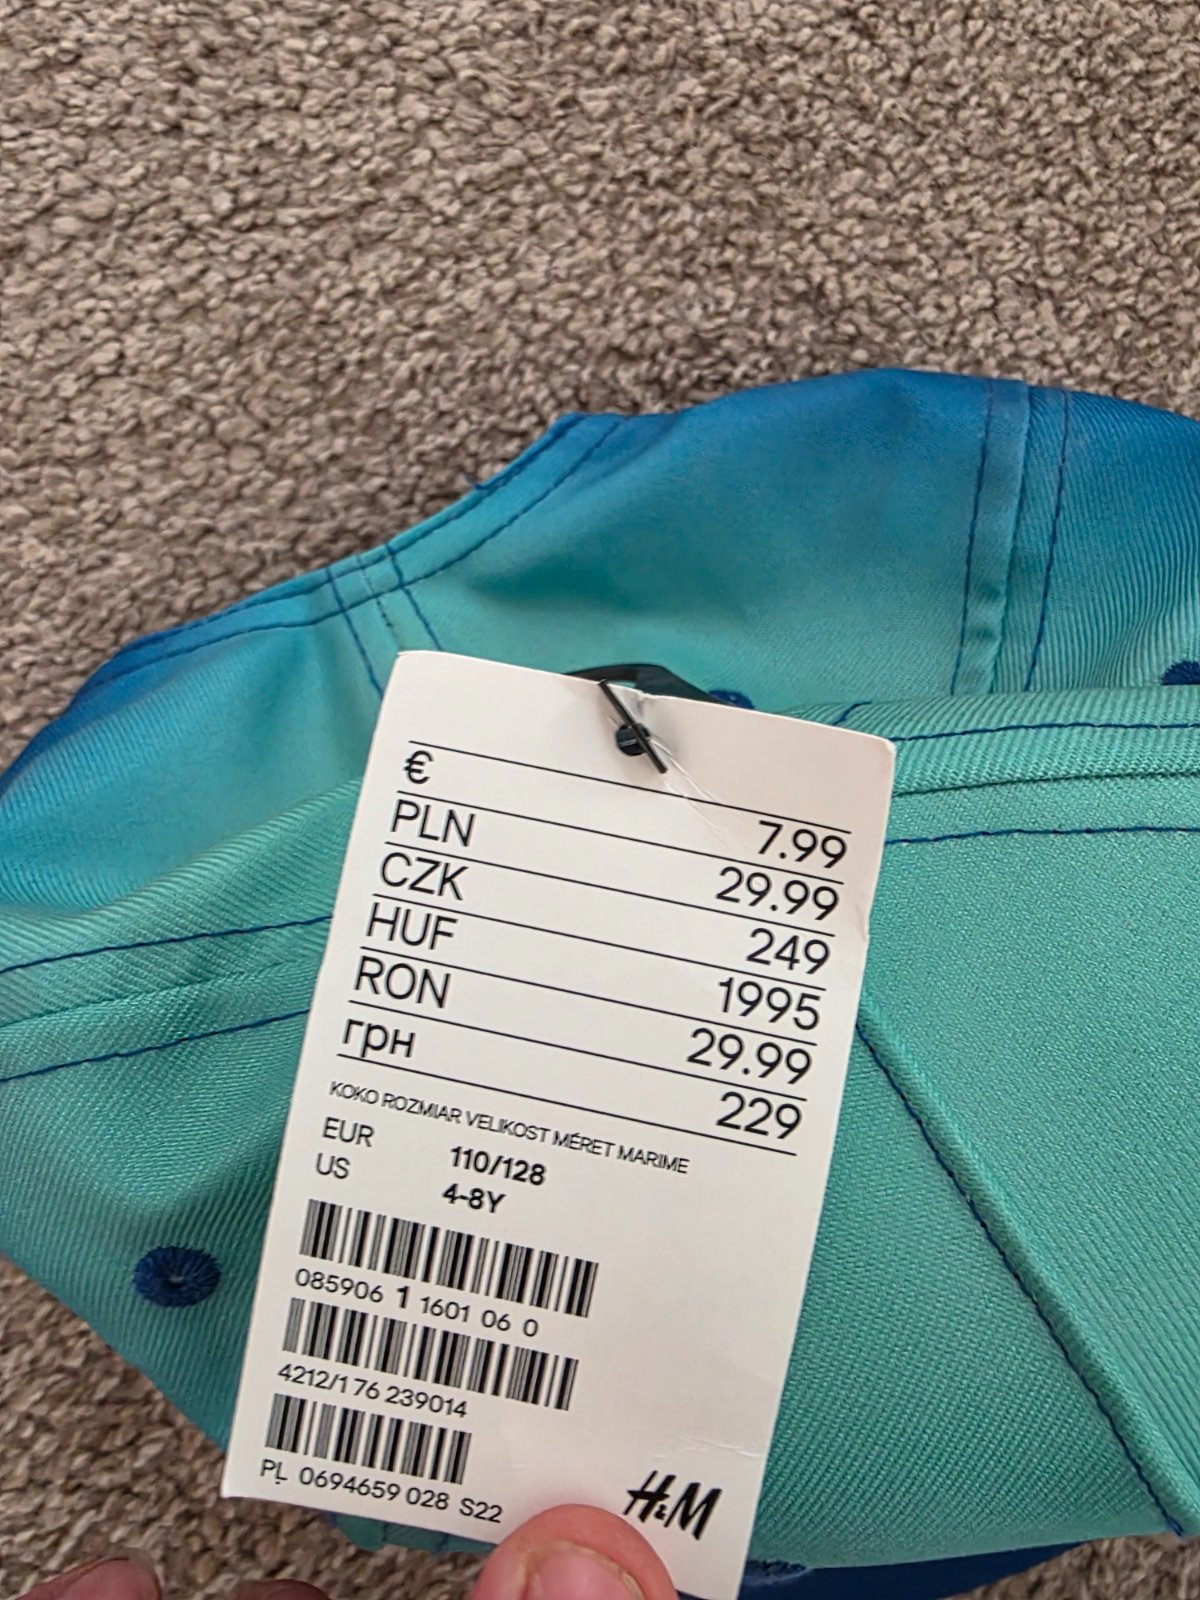 € 7.99
PLN 29.99
CZK 249
HUF 1995
RON 29.99
грн 229
KOKO ROZMIAR VELIKOST MÉRET MARIME
EUR 110/128
US 4-8Y
085906 1 1601 06 0
4212/1 76 239014
PĻ 0694659 028 S22
H&M